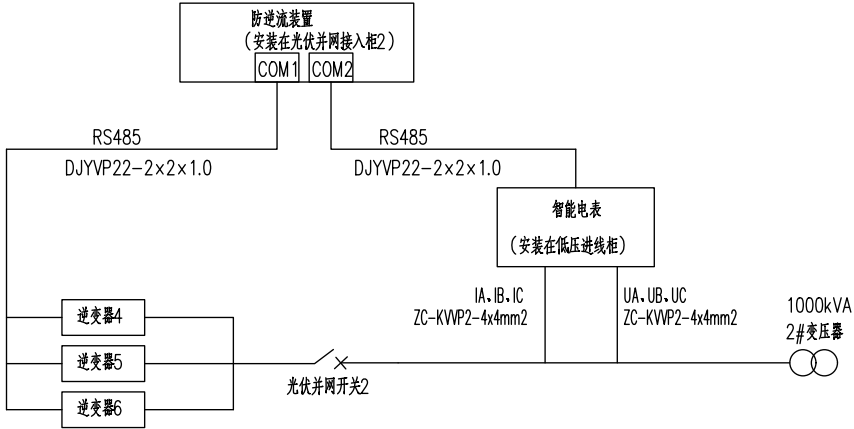 防逆流装置
（安装在光伏并网接入柜2）
COM1 COM2
RS485
DJYVP22-2×2×1.0
RS485
DJYVP22-2×2×1.0
智能电表
（安装在低压进线柜）
IA、IB、IC
ZC-KVVP2-4x4mm2
UA、UB、UC
ZC-KVVP2-4x4mm2
1000kVA
2#变压器
逆变器4
逆变器5
逆变器6
光伏并网开关2